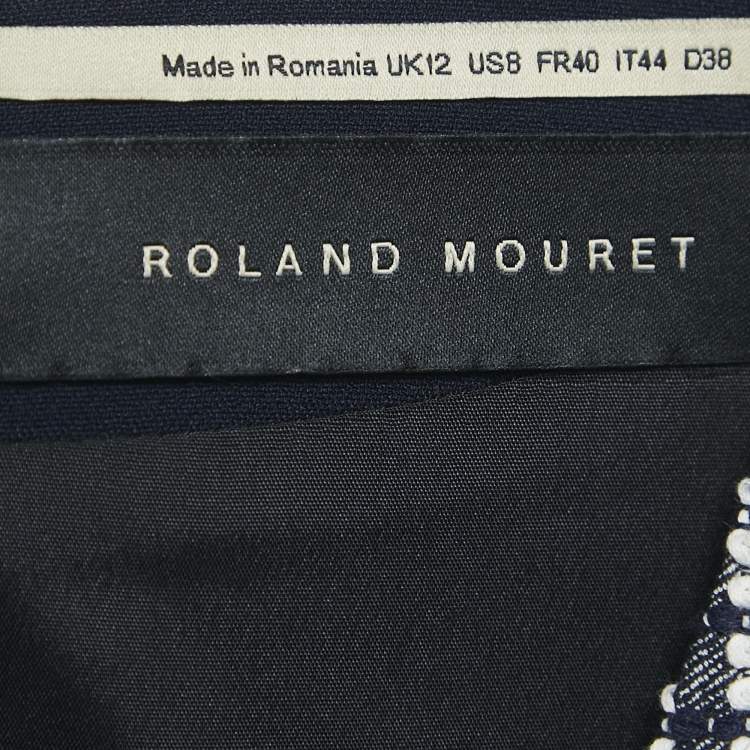 Made in Romania UK12 US8 FR40 IT44 D38
ROLAND MOURET